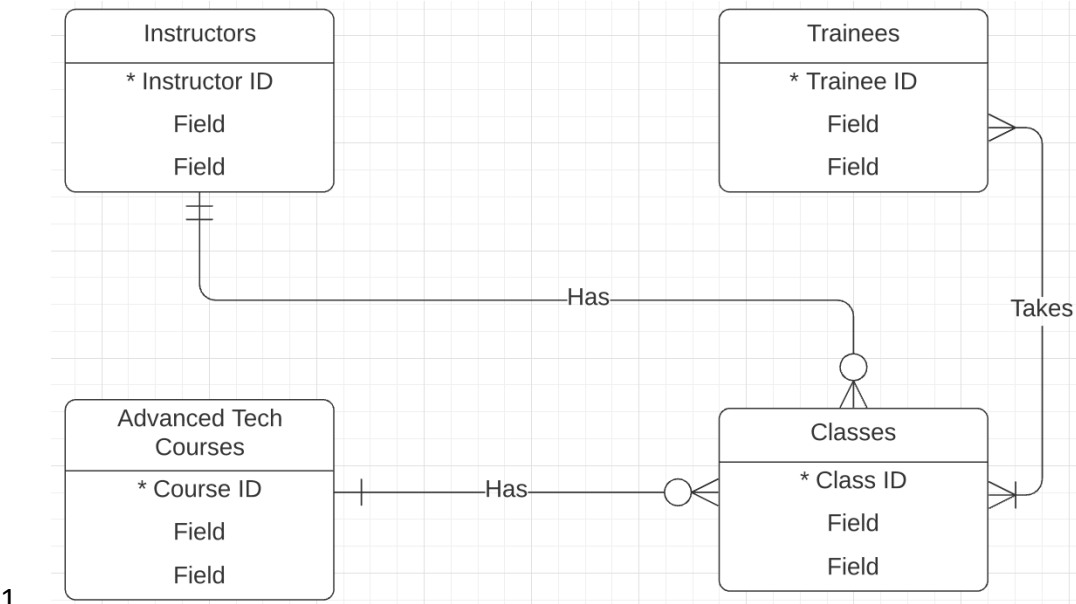 Instructors
* Instructor ID
Field
Field
Trainees
* Trainee ID
Field
Field
Has
Takes
Advanced Tech
Courses
* Course ID
Field
Field
Has
Classes
* Class ID
Field
Field
1